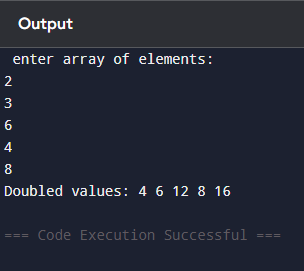 Output
enter array of elements:
2
3
6
4
8
Doubled values: 4 6 12 8 16
=== Code Execution Successful ===